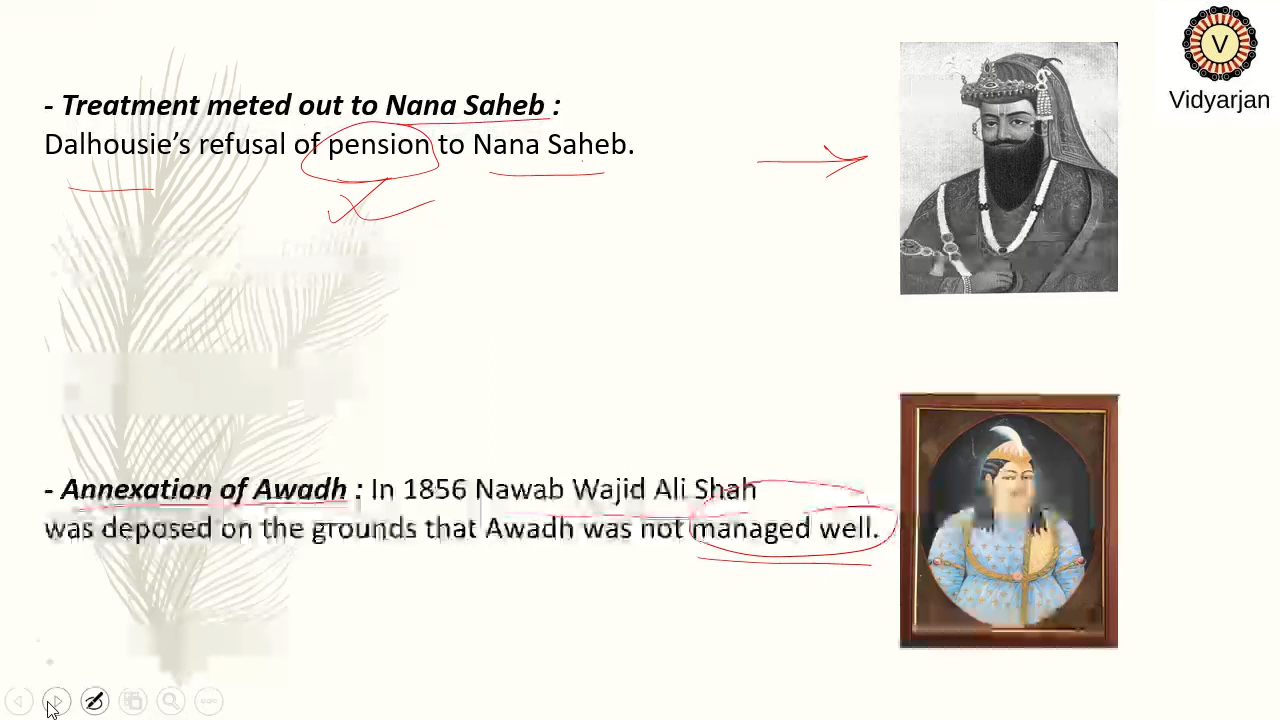 - Treatment meted out to Nana Saheb :
Dalhousie’s refusal of pension to Nana Saheb.
- Annexation of Awadh : In 1856 Nawab Wajid Ali Shah
was deposed on the grounds that Awadh was not managed well.
V
Vidyarjan